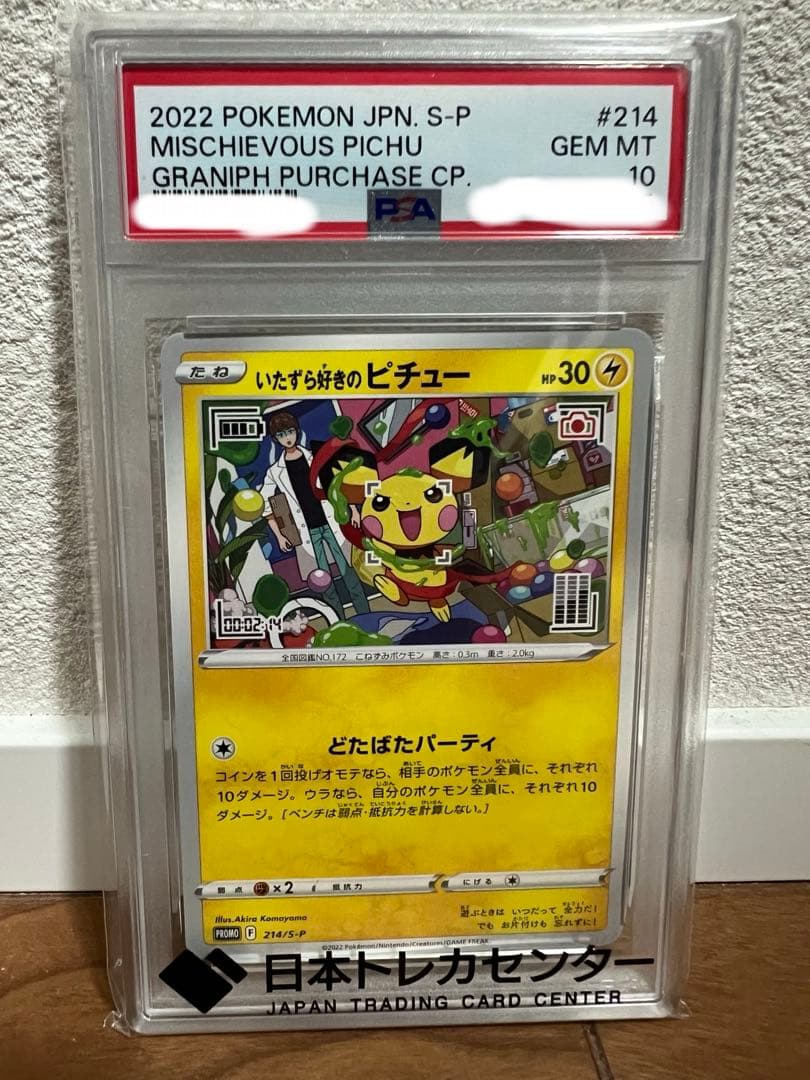 2022 POKEMON JPN. S-P #214
MISCHIEVOUS PICHU GEM MT
GRANIPH PURCHASE CP. 10
PSA
たね いたずら好きのピチュー HP30
00:02:14
全国図鑑NO.172 こねずみポケモン 高さ:0.3m 重さ:2.0kg
どたばたパーティ
コインを1回投げオモテなら、相手のポケモン全員に、それぞれ
10ダメージ。ウラなら、自分のポケモン全員に、それぞれ10
ダメージ。[ベンチは弱点・抵抗力を計算しない。]
弱点 ×2 抵抗力 にげる
Illus.Akira Komayama
PROMO F 214/S-P
遊ぶときは いつだって 全力だ!
でも お片付けも 忘れずに!
©2022 Pokémon/Nintendo/Creatures/GAME FREAK
日本トレカセンター
JAPAN TRADING CARD CENTER